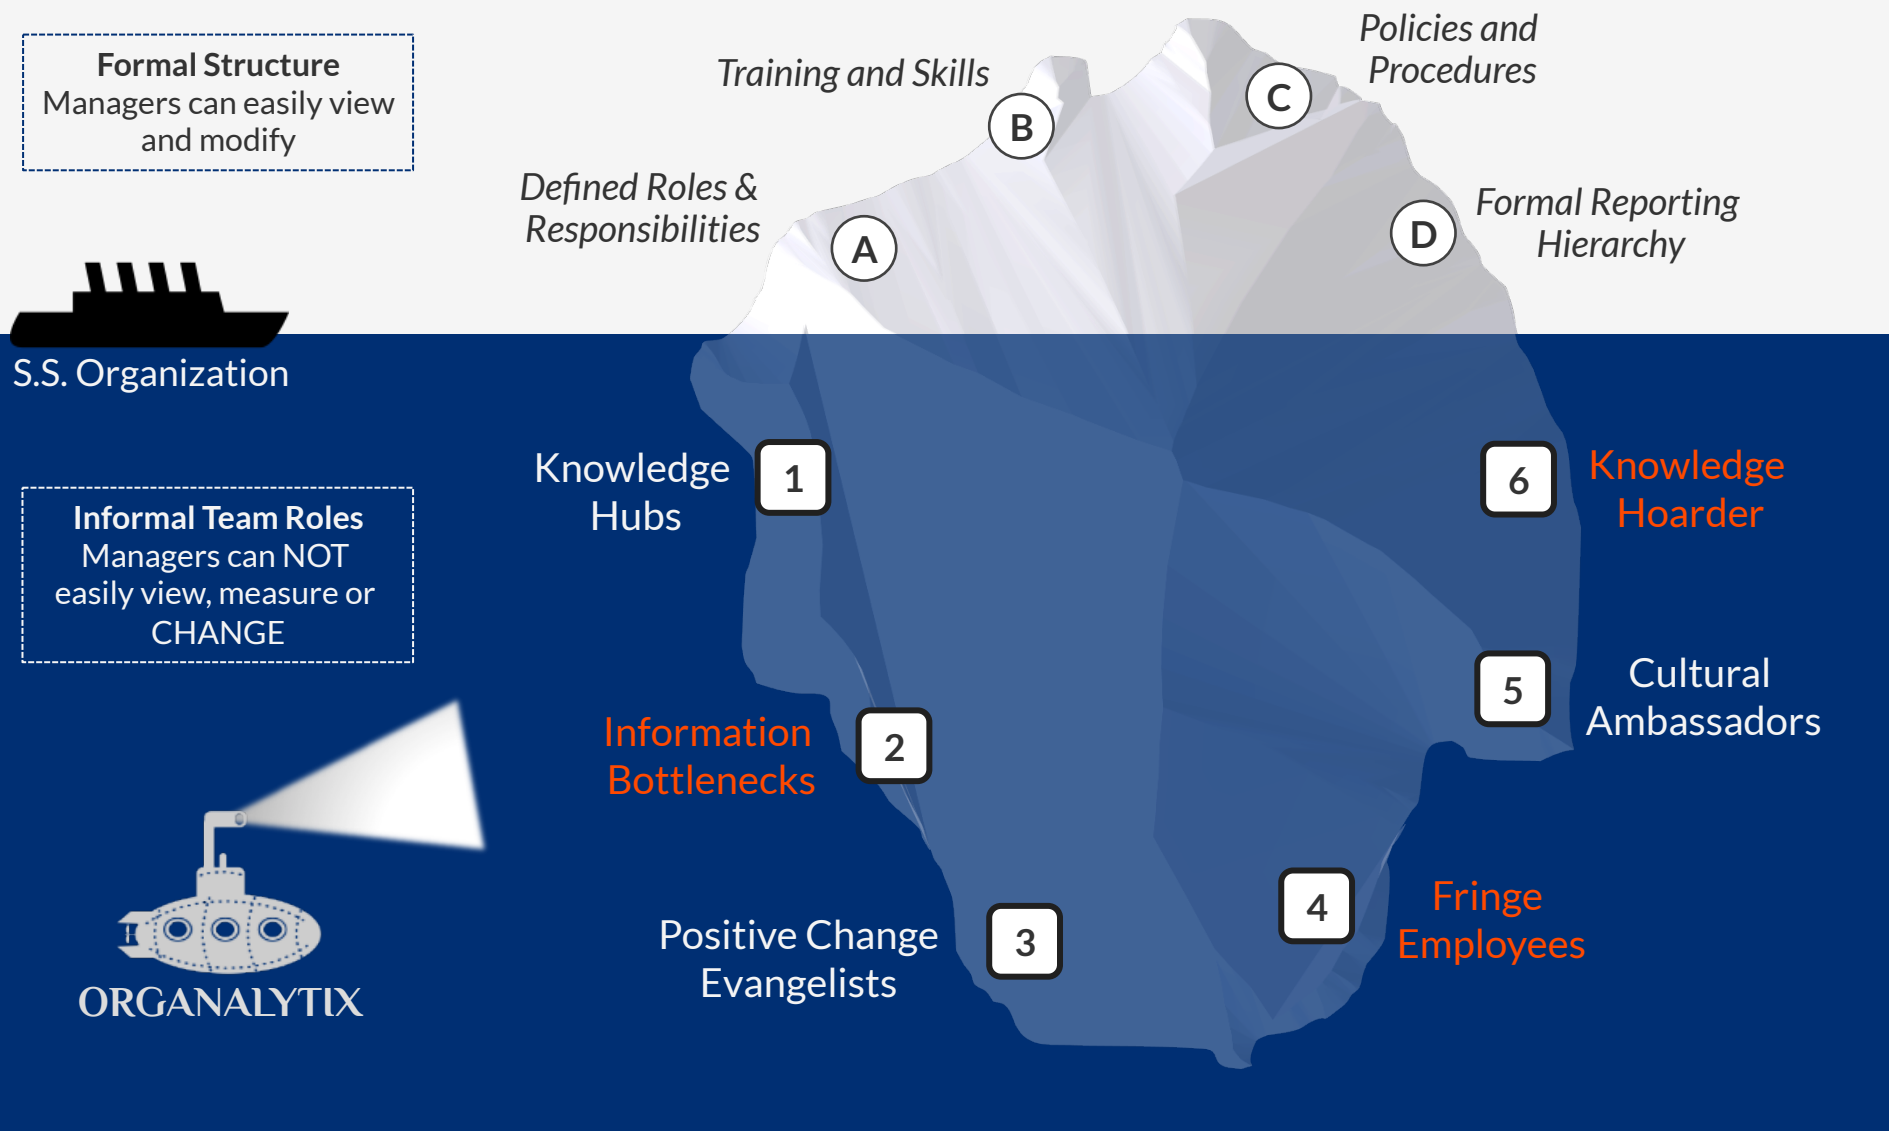 Formal Structure
Managers can easily view
and modify
Training and Skills
Policies and
Procedures
B
C
Defined Roles &
Responsibilities
A
Formal Reporting
Hierarchy
D
S.S. Organization
Informal Team Roles
Managers can NOT
easily view, measure or
CHANGE
Knowledge
Hubs
1
6
Knowledge
Hoarder
Information
Bottlenecks
2
5
Cultural
Ambassadors
Positive Change
Evangelists
3
4
Fringe
Employees
ORGANALYTIX